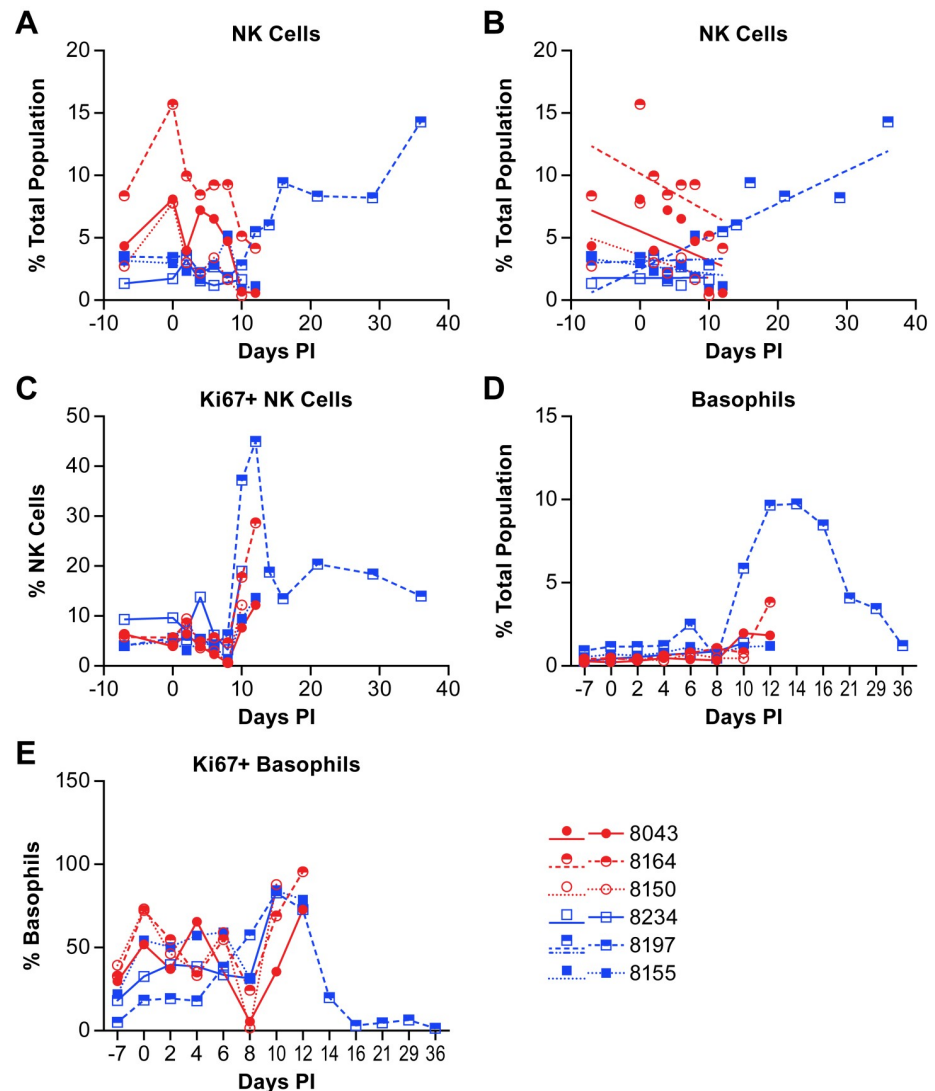 A
NK Cells
% Total Population
20
15
10
5
0
-10 0 10 20 30 40
Days PI
B
NK Cells
% Total Population
20
15
10
5
0
-10 0 10 20 30 40
Days PI
C
Ki67+ NK Cells
% NK Cells
50
40
30
20
10
0
-10 0 10 20 30 40
Days PI
D
Basophils
% Total Population
15
10
5
0
-7 0 2 4 6 8 10 12 14 16 21 29 36
Days PI
E
Ki67+ Basophils
% Basophils
150
100
50
0
-7 0 2 4 6 8 10 12 14 16 21 29 36
Days PI
8043
8164
8150
8234
8197
8155